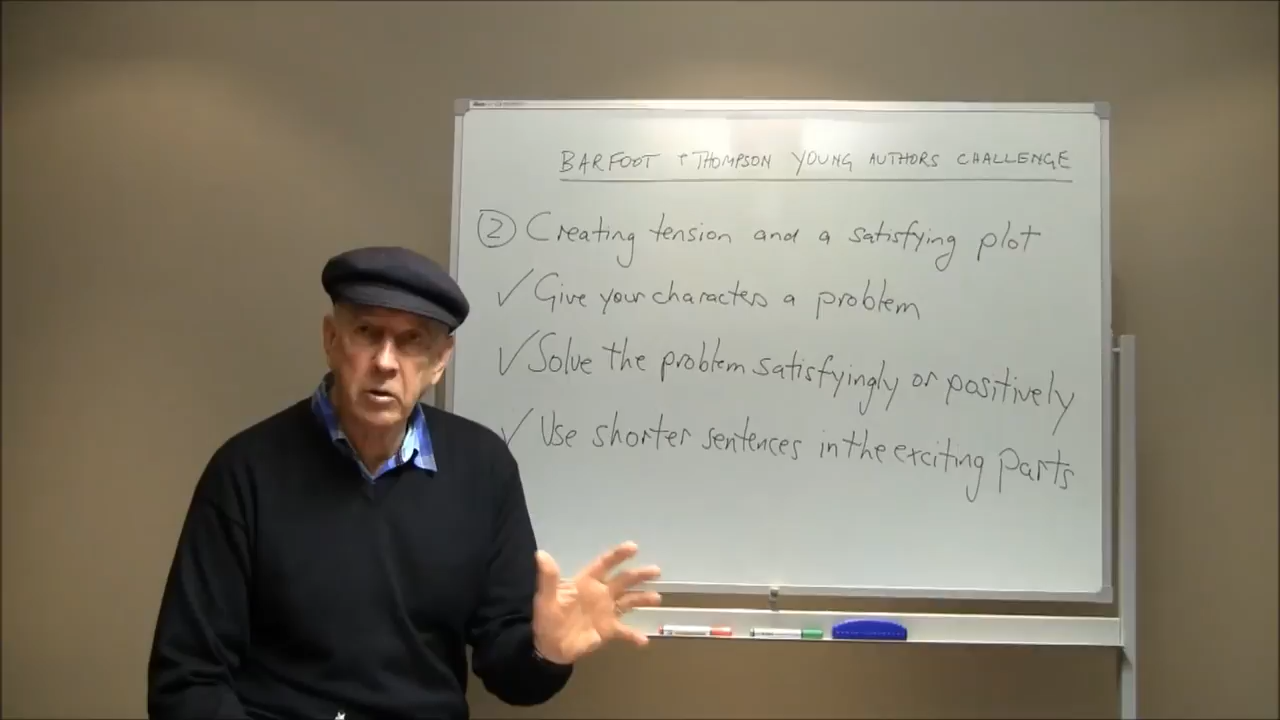 BARFOOT + THOMPSON YOUNG AUTHORS CHALLENGE
② Creating tension and a satisfying plot
✓ Give your characters a problem
✓ Solve the problem satisfyingly or positively
✓ Use shorter sentences in the exciting parts